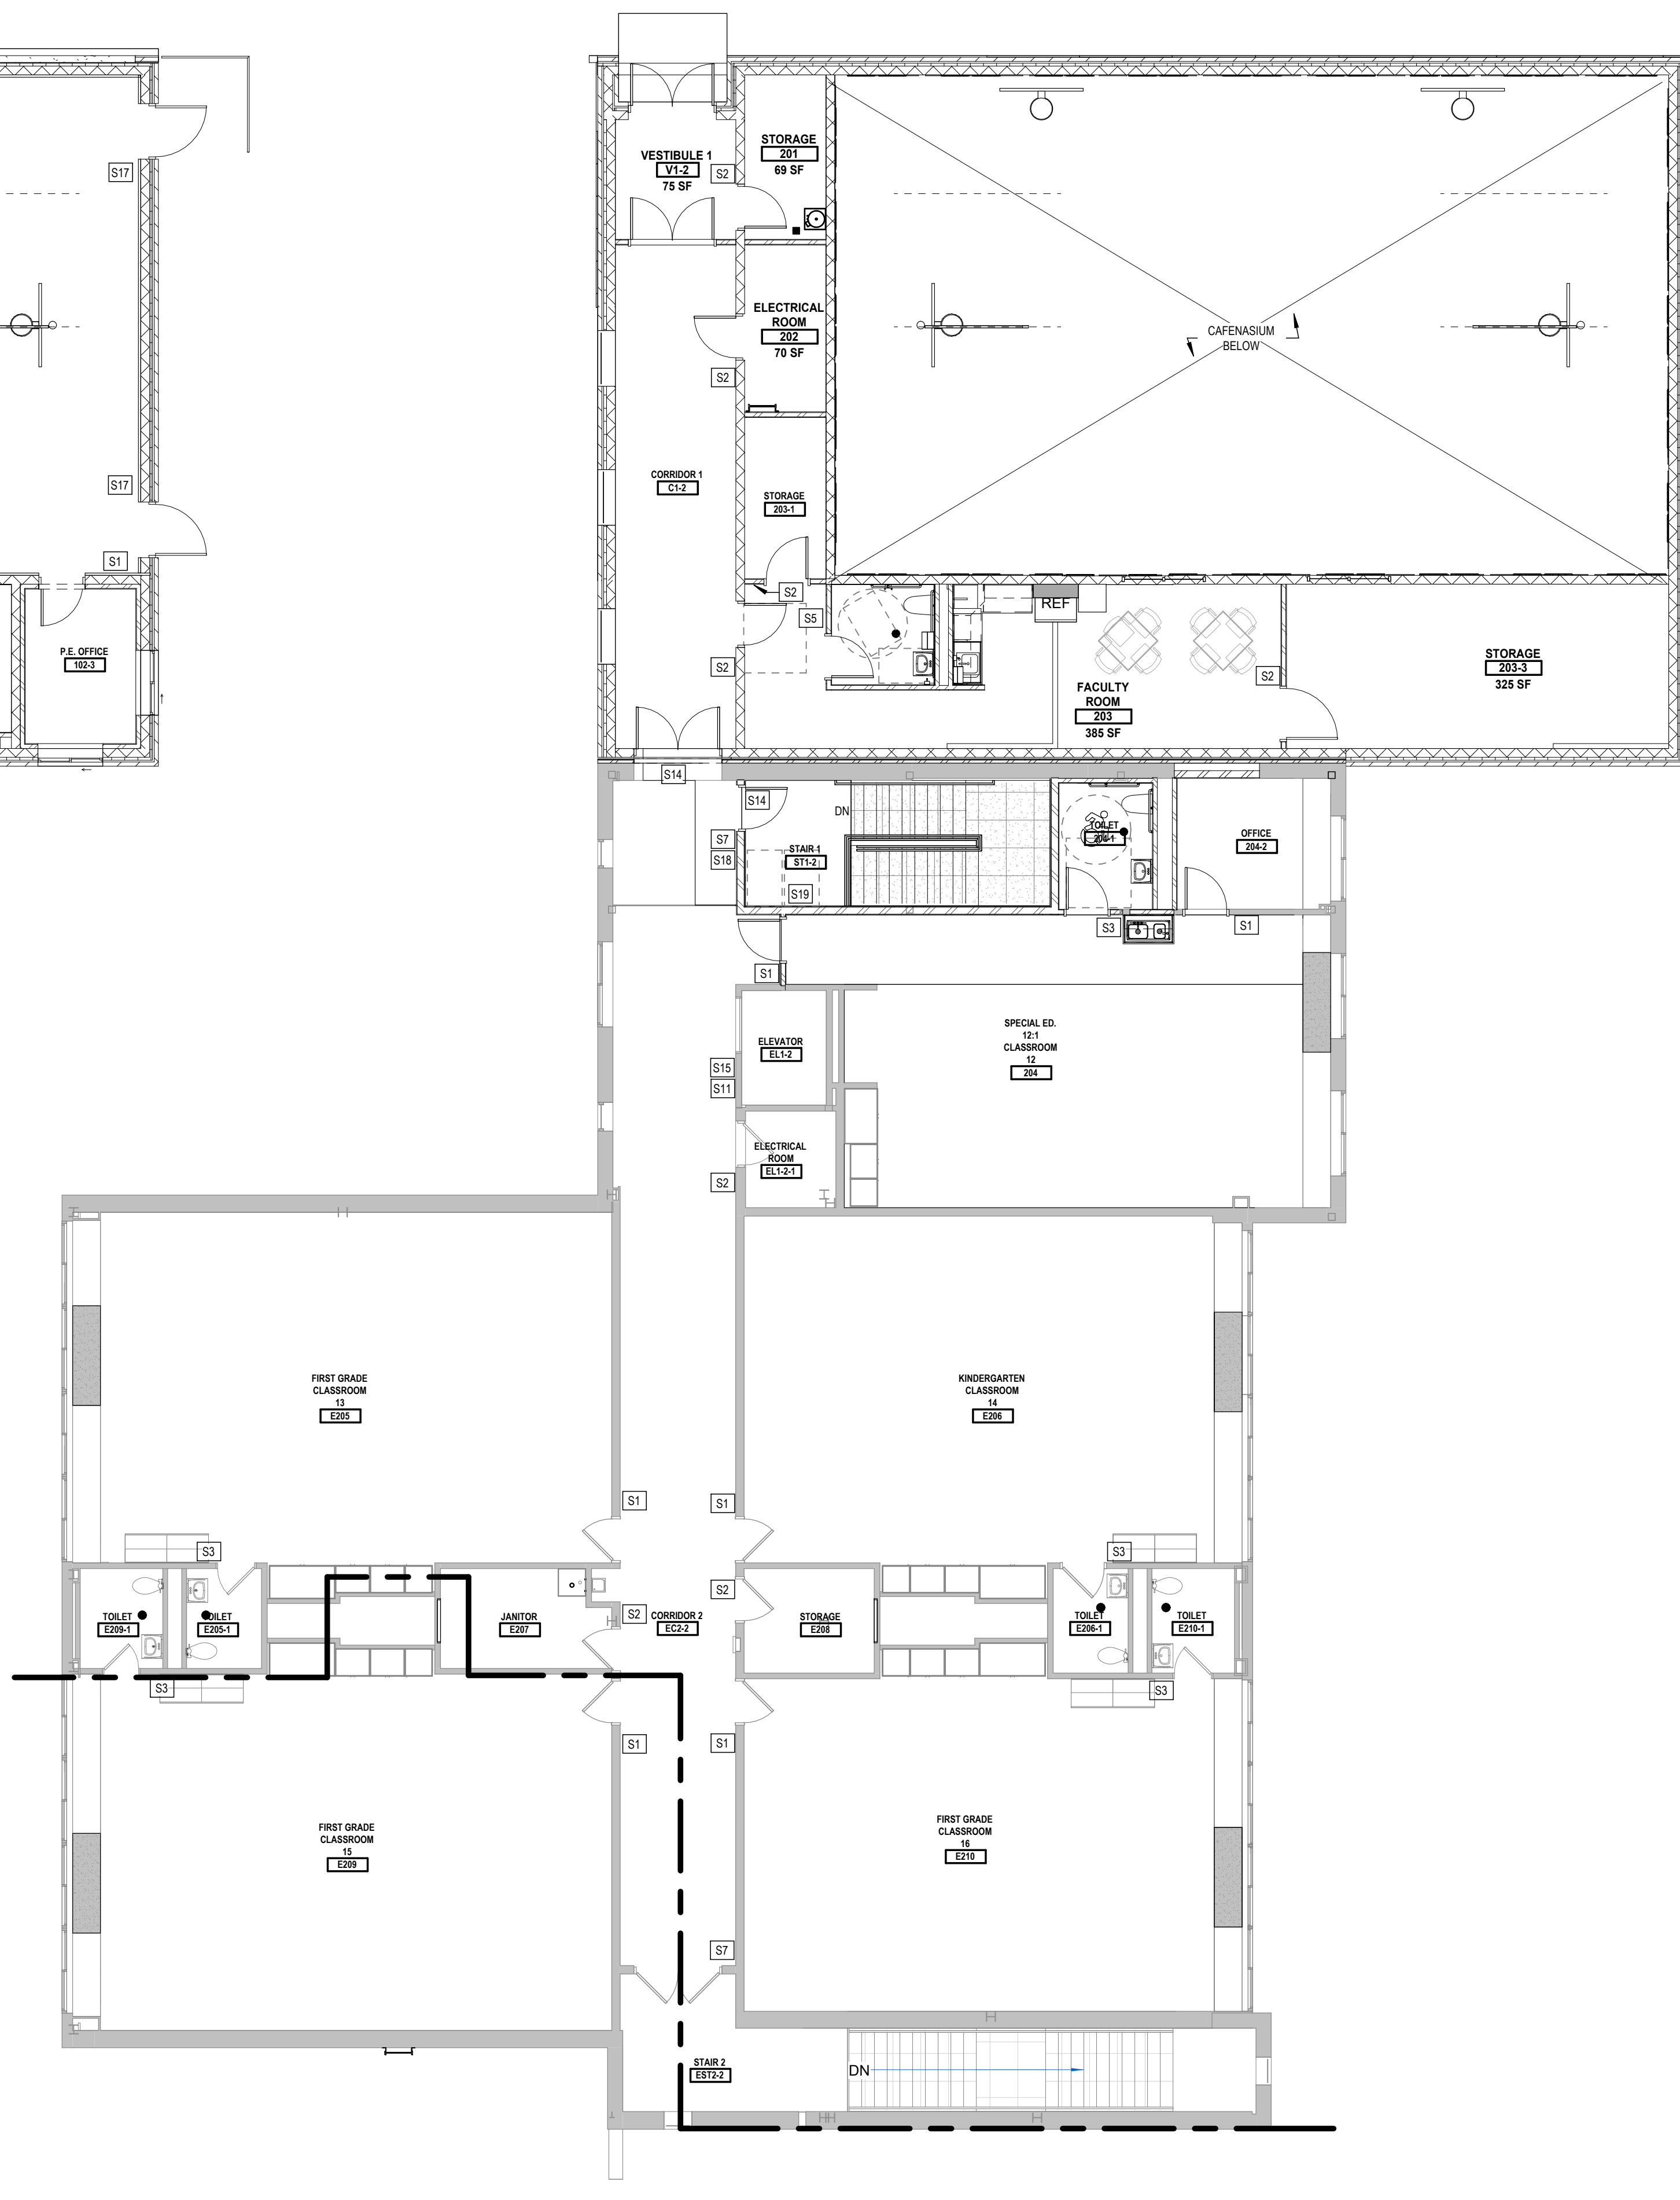 S17
S17
S1
P.E. OFFICE
102-3
VESTIBULE 1
V1-2
75 SF
S2
STORAGE
201
69 SF
ELECTRICAL
ROOM
202
70 SF
S2
CAFENASIUM
BELOW
CORRIDOR 1
C1-2
STORAGE
203-1
S2
S5
S2
REF
FACULTY
ROOM
203
385 SF
S2
STORAGE
203-3
325 SF
S14
S14
DN
S7
S18
STAIR 1
ST1-2
S19
TOILET
204-1
OFFICE
204-2
S3
S1
S1
ELEVATOR
EL1-2
SPECIAL ED.
12:1
CLASSROOM
12
204
S15
S11
ELECTRICAL
ROOM
EL1-2-1
S2
FIRST GRADE
CLASSROOM
13
E205
KINDERGARTEN
CLASSROOM
14
E206
S1
S1
S3
S3
TOILET
E209-1
TOILET
E205-1
JANITOR
E207
S2
CORRIDOR 2
EC2-2
S2
STORAGE
E208
TOILET
E206-1
TOILET
E210-1
S3
S3
S1
S1
FIRST GRADE
CLASSROOM
15
E209
FIRST GRADE
CLASSROOM
16
E210
S7
STAIR 2
EST2-2
DN